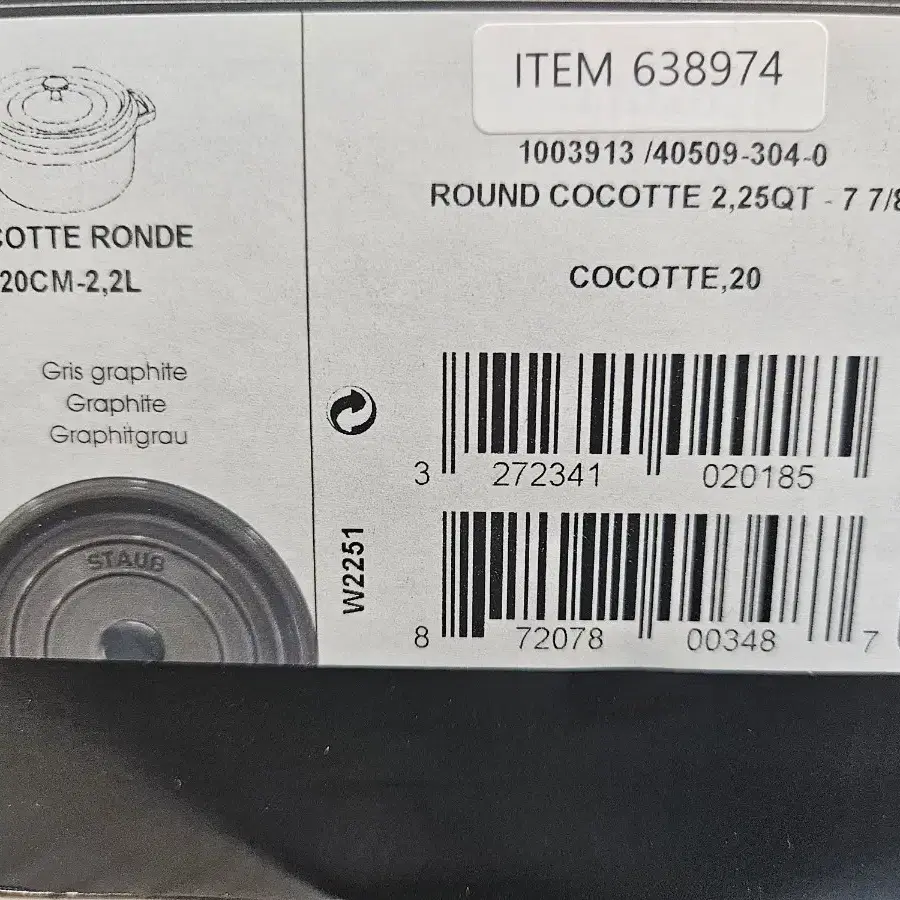 ITEM 638974
1003913 /40509-304-0
ROUND COCOTTE 2,25QT - 7 7/8
COCOTTE,20
COTTE RONDE
20CM-2,2L
Gris graphite
Graphite
Graphitgrau
STAUB
W2251
3 272341 020185
8 72078 00348 7